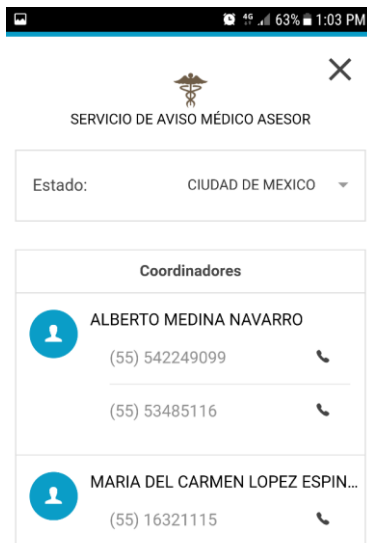 4G 63% 1:03 PM
SERVICIO DE AVISO MÉDICO ASESOR
Estado: CIUDAD DE MEXICO
Coordinadores
ALBERTO MEDINA NAVARRO
(55) 542249099
(55) 53485116
MARIA DEL CARMEN LOPEZ ESPIN...
(55) 16321115